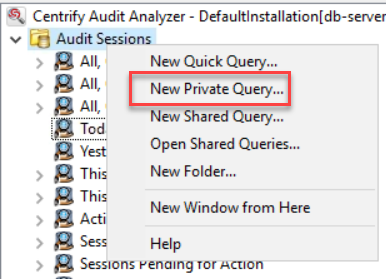 Centrify Audit Analyzer - DefaultInstallation[db-server
Audit Sessions
All,
All,
All,
Toda
Yest
This
This
Acti
Sess
Sessions Pending for Action
New Quick Query...
New Private Query...
New Shared Query...
Open Shared Queries...
New Folder...
New Window from Here
Help